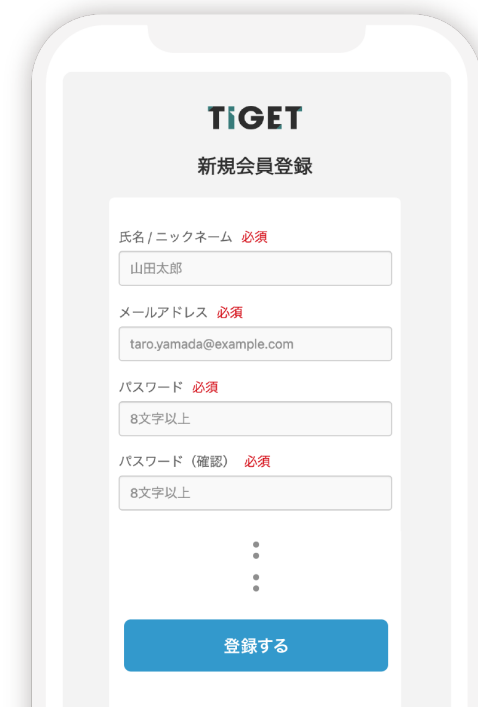 TiGET
新規会員登録
氏名 / ニックネーム 必須
山田太郎
メールアドレス 必須
taro.yamada@example.com
パスワード 必須
8文字以上
パスワード（確認） 必須
8文字以上
登録する